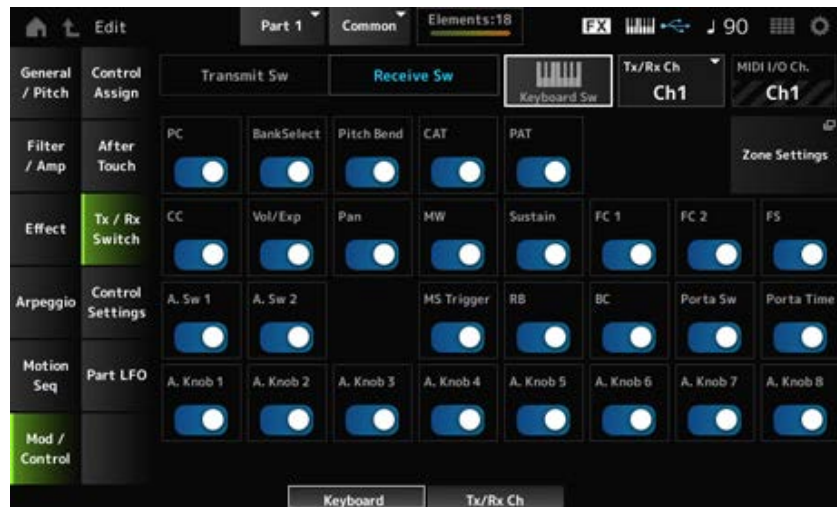 Edit
Part 1
Common
Elements:18
FX
♩ 90
General / Pitch
Control Assign
Transmit Sw
Receive Sw
Keyboard Sw
Tx/Rx Ch
Ch1
MIDI I/O Ch.
Ch1
Filter / Amp
After Touch
PC
BankSelect
Pitch Bend
CAT
PAT
Zone Settings
Effect
Tx / Rx Switch
CC
Vol/Exp
Pan
MW
Sustain
FC 1
FC 2
FS
Arpeggio
Control Settings
A. Sw 1
A. Sw 2
MS Trigger
RB
BC
Porta Sw
Porta Time
Motion Seq
Part LFO
A. Knob 1
A. Knob 2
A. Knob 3
A. Knob 4
A. Knob 5
A. Knob 6
A. Knob 7
A. Knob 8
Mod / Control
Keyboard
Tx/Rx Ch